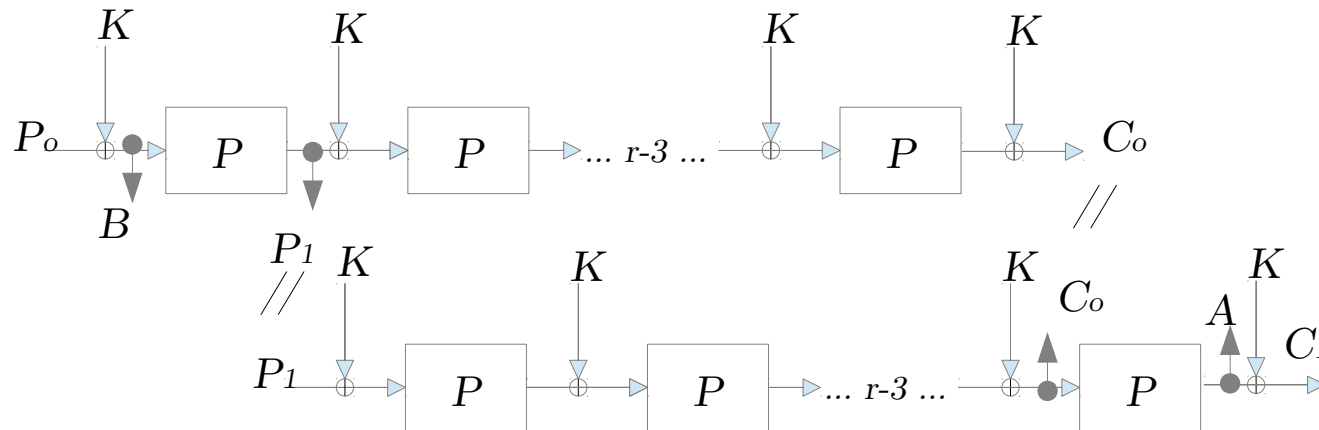 K K K K
Po P P ... r-3 ... P Co
B
P1 K K K K
Co A
P1 P P ... r-3 ... P